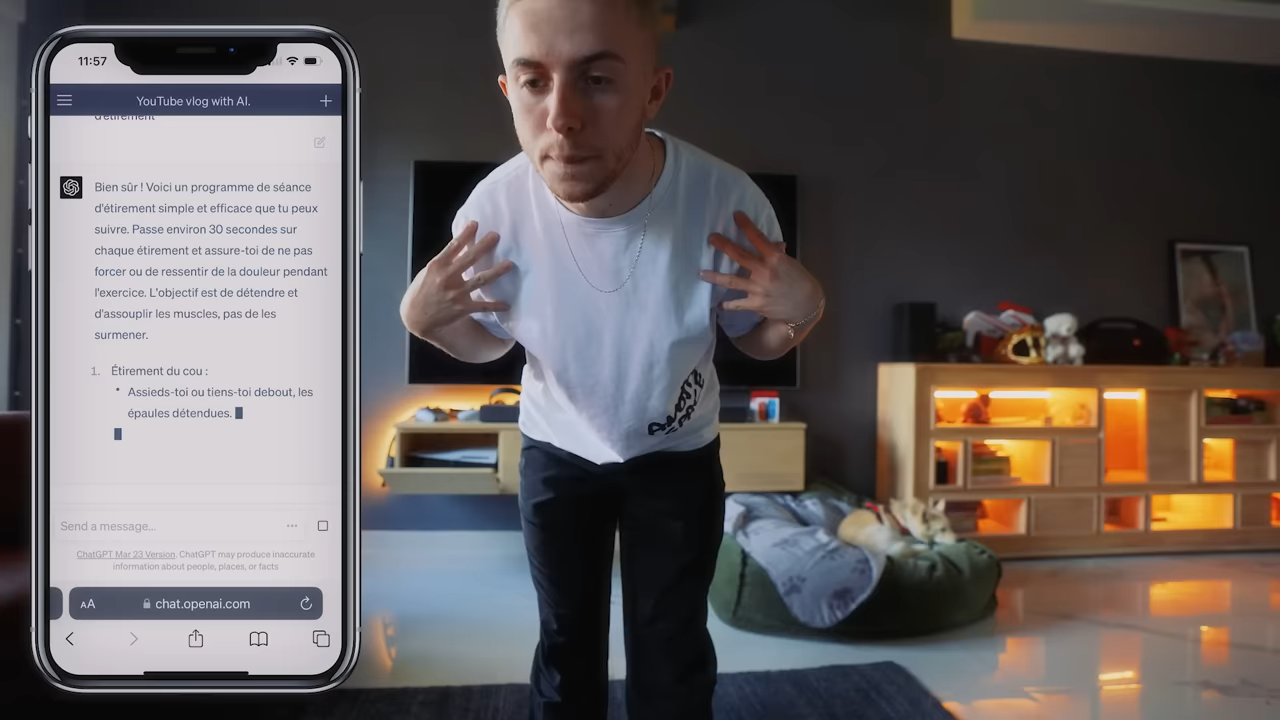 11:57
YouTube vlog with AI.
d'étirement
Bien sûr ! Voici un programme de séance
d'étirement simple et efficace que tu peux
suivre. Passe environ 30 secondes sur
chaque étirement et assure-toi de ne pas
forcer ou de ressentir de la douleur pendant
l'exercice. L'objectif est de détendre et
d'assouplir les muscles, pas de les
surmener.
1. Étirement du cou :
• Assieds-toi ou tiens-toi debout, les
épaules détendues.
Send a message...
ChatGPT Mar 23 Version. ChatGPT may produce inaccurate
information about people, places, or facts
AA chat.openai.com